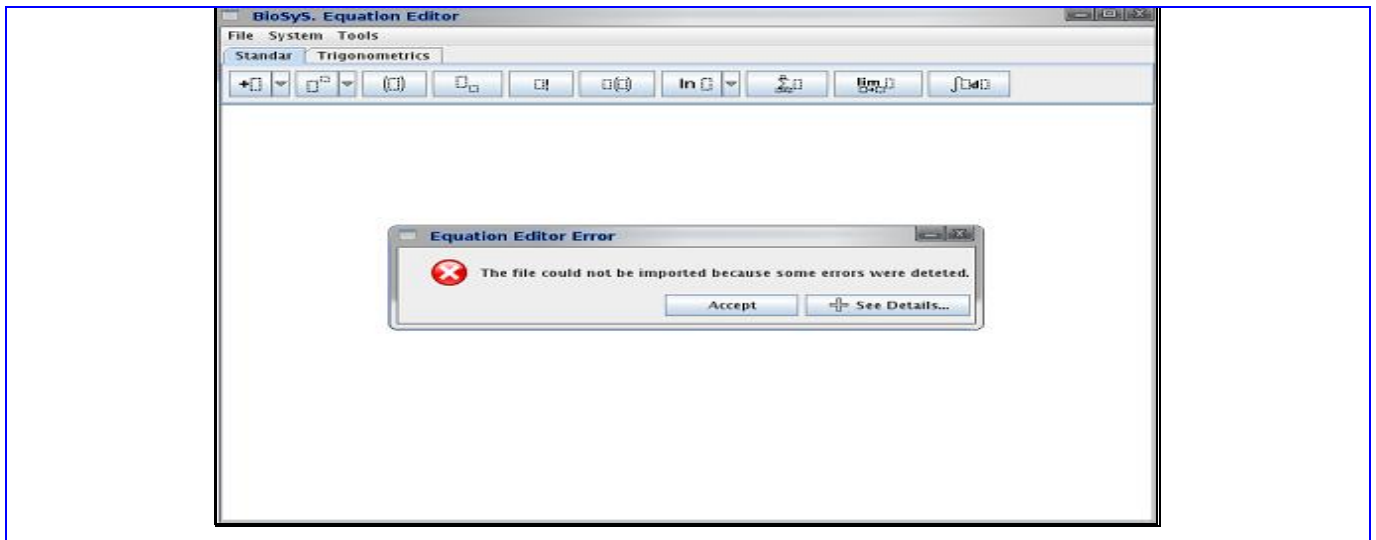 BioSyS. Equation Editor
File System Tools
Standar Trigonometrics
ln lim
Equation Editor Error
The file could not be imported because some errors were deteted.
Accept See Details...